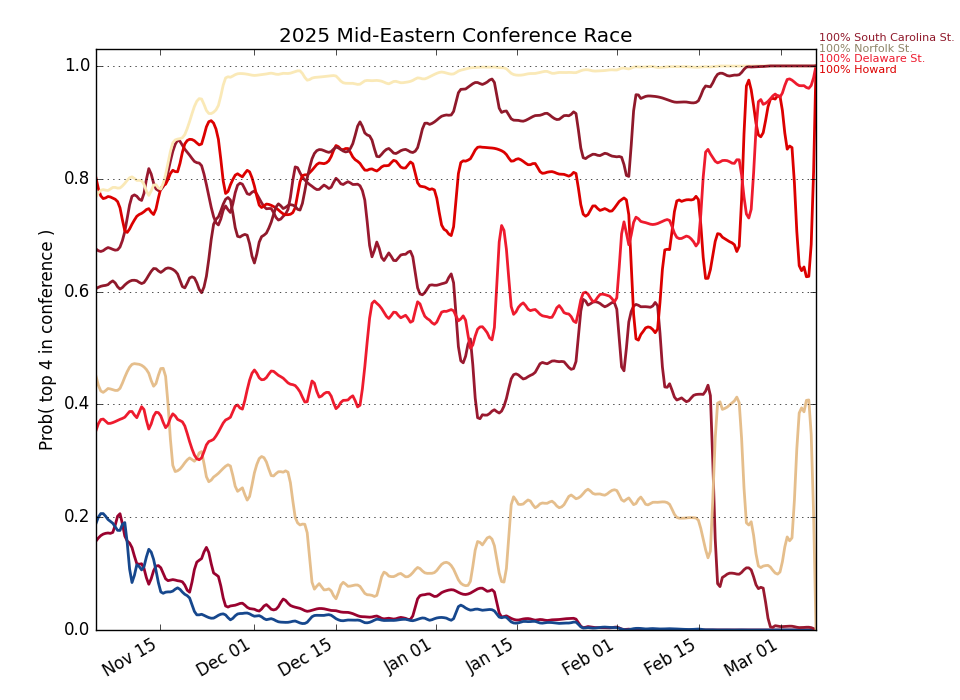 2025 Mid-Eastern Conference Race
100% South Carolina St.
100% Norfolk St.
100% Delaware St.
100% Howard
Prob( top 4 in conference )
1.0
0.8
0.6
0.4
0.2
0.0
Nov 15
Dec 01
Dec 15
Jan 01
Jan 15
Feb 01
Feb 15
Mar 01